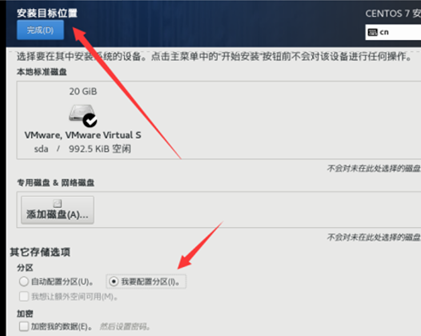 安装目标位置
CENTOS 7 安
完成(D)
cn
选择要在其中安装系统的设备。点击主菜单中的"开始安装"按钮前不会对该设备进行任何操作。
本地标准磁盘
20 GiB
VMware, VMware Virtual S
sda / 992.5 KiB 空闲
不会对未在此处选择的磁盘
专用磁盘 & 网络磁盘
添加磁盘(A)...
不会对未在此处选择的磁盘
其它存储选项
分区
自动配置分区(U)。 我要配置分区(I)。
我想让额外空间可用(M)。
加密
加密我的数据(E)。 然后设置密码。